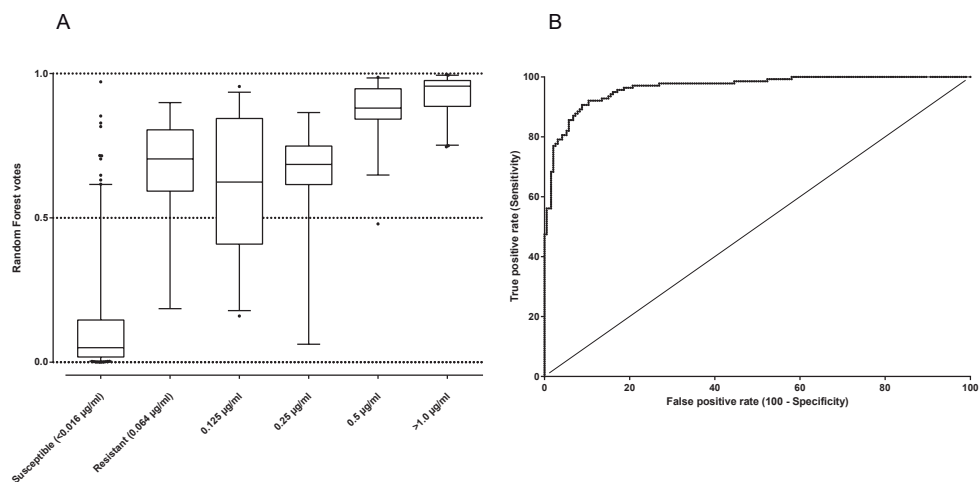 A
1.0
0.5
0.0
Random Forest votes
Susceptible (<0.016 µg/ml)
Resistant (0.064 µg/ml)
0.125 µg/ml
0.25 µg/ml
0.5 µg/ml
>1.0 µg/ml
B
100
80
60
40
20
0
True positive rate (Sensitivity)
0 20 40 60 80 100
False positive rate (100 - Specificity)